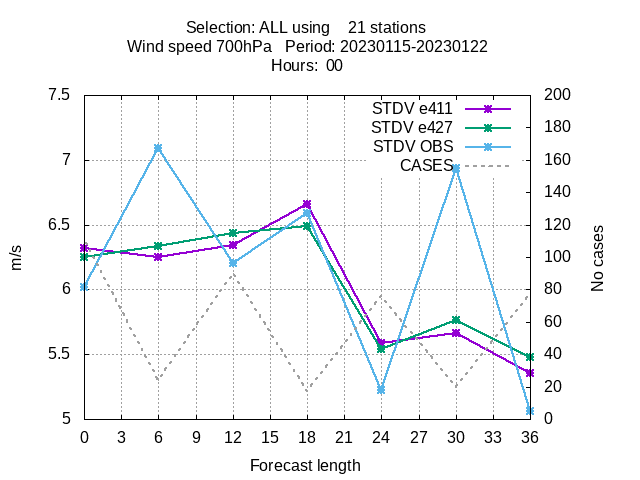 Selection: ALL using    21 stations
Wind speed 700hPa   Period: 20230115-20230122
Hours:  00
STDV e411
STDV e427
STDV OBS
CASES
7.5
7
6.5
6
5.5
5
m/s
200
180
160
140
120
100
80
60
40
20
0
No cases
0 3 6 9 12 15 18 21 24 27 30 33 36
Forecast length